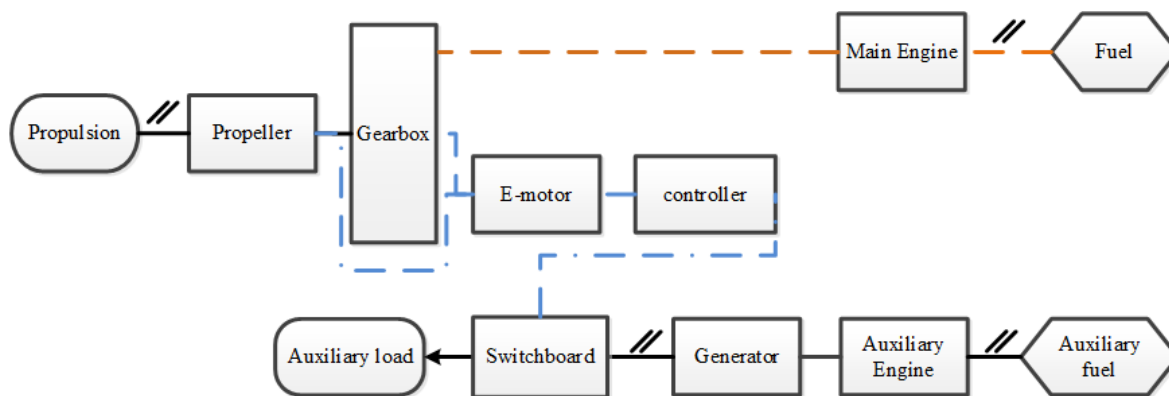 Main Engine
Fuel
Propulsion
Propeller
Gearbox
E-motor
controller
Auxiliary load
Switchboard
Generator
Auxiliary
Engine
Auxiliary
fuel